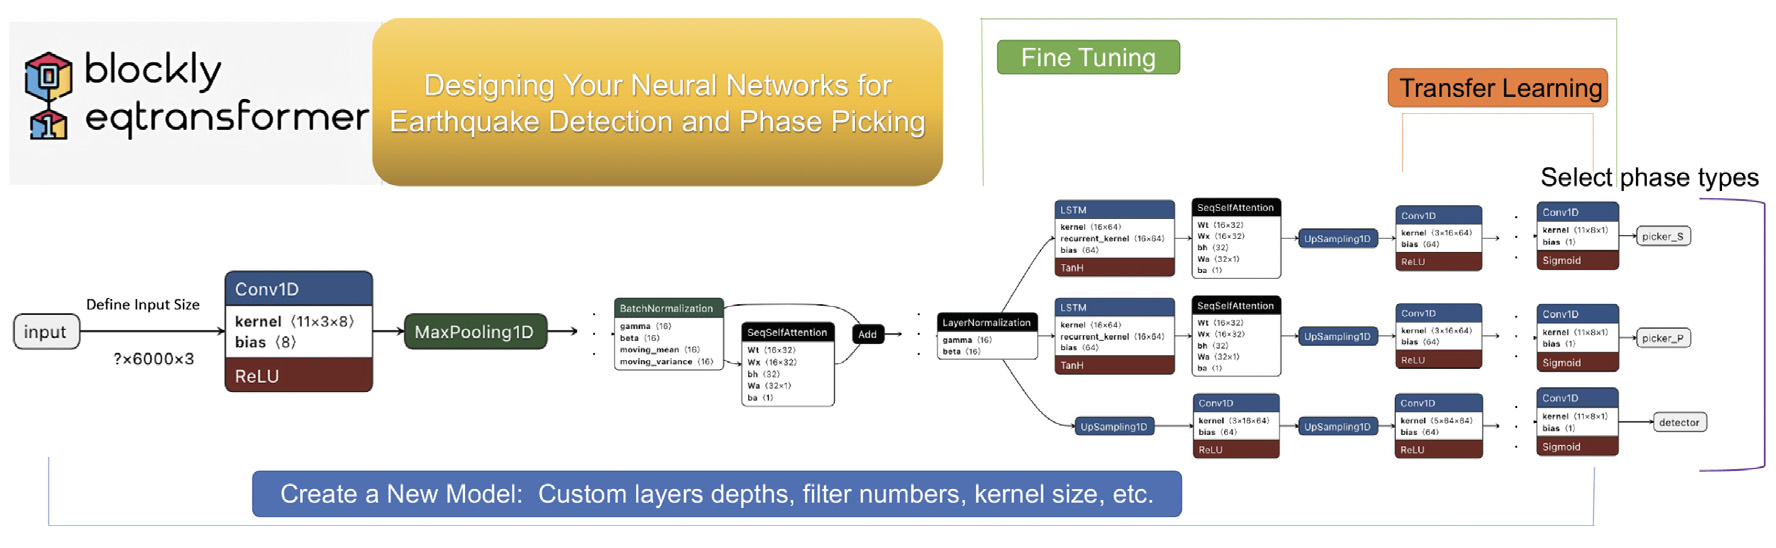 blockly
eqtransformer
Designing Your Neural Networks for
Earthquake Detection and Phase Picking
Fine Tuning
Transfer Learning
Select phase types
input
Define Input Size
?×6000×3
Conv1D
kernel ⟨11×3×8⟩
bias ⟨8⟩
ReLU
MaxPooling1D
BatchNormalization
gamma ⟨16⟩
beta ⟨16⟩
moving_mean ⟨16⟩
moving_variance ⟨16⟩
SeqSelfAttention
Wt ⟨16×32⟩
Wx ⟨16×32⟩
bh ⟨32⟩
Wa ⟨32×1⟩
ba ⟨1⟩
Add
LayerNormalization
gamma ⟨16⟩
beta ⟨16⟩
LSTM
kernel ⟨16×64⟩
recurrent_kernel ⟨16×64⟩
bias ⟨64⟩
TanH
SeqSelfAttention
Wt ⟨16×32⟩
Wx ⟨16×32⟩
bh ⟨32⟩
Wa ⟨32×1⟩
ba ⟨1⟩
UpSampling1D
Conv1D
kernel ⟨3×16×64⟩
bias ⟨64⟩
ReLU
Conv1D
kernel ⟨11×8×1⟩
bias ⟨1⟩
Sigmoid
picker_S
LSTM
kernel ⟨16×64⟩
recurrent_kernel ⟨16×64⟩
bias ⟨64⟩
TanH
SeqSelfAttention
Wt ⟨16×32⟩
Wx ⟨16×32⟩
bh ⟨32⟩
Wa ⟨32×1⟩
ba ⟨1⟩
UpSampling1D
Conv1D
kernel ⟨3×16×64⟩
bias ⟨64⟩
ReLU
Conv1D
kernel ⟨11×8×1⟩
bias ⟨1⟩
Sigmoid
picker_P
UpSampling1D
Conv1D
kernel ⟨3×16×64⟩
bias ⟨64⟩
ReLU
UpSampling1D
Conv1D
kernel ⟨5×64×64⟩
bias ⟨64⟩
ReLU
Conv1D
kernel ⟨11×8×1⟩
bias ⟨1⟩
Sigmoid
detector
Create a New Model: Custom layers depths, filter numbers, kernel size, etc.